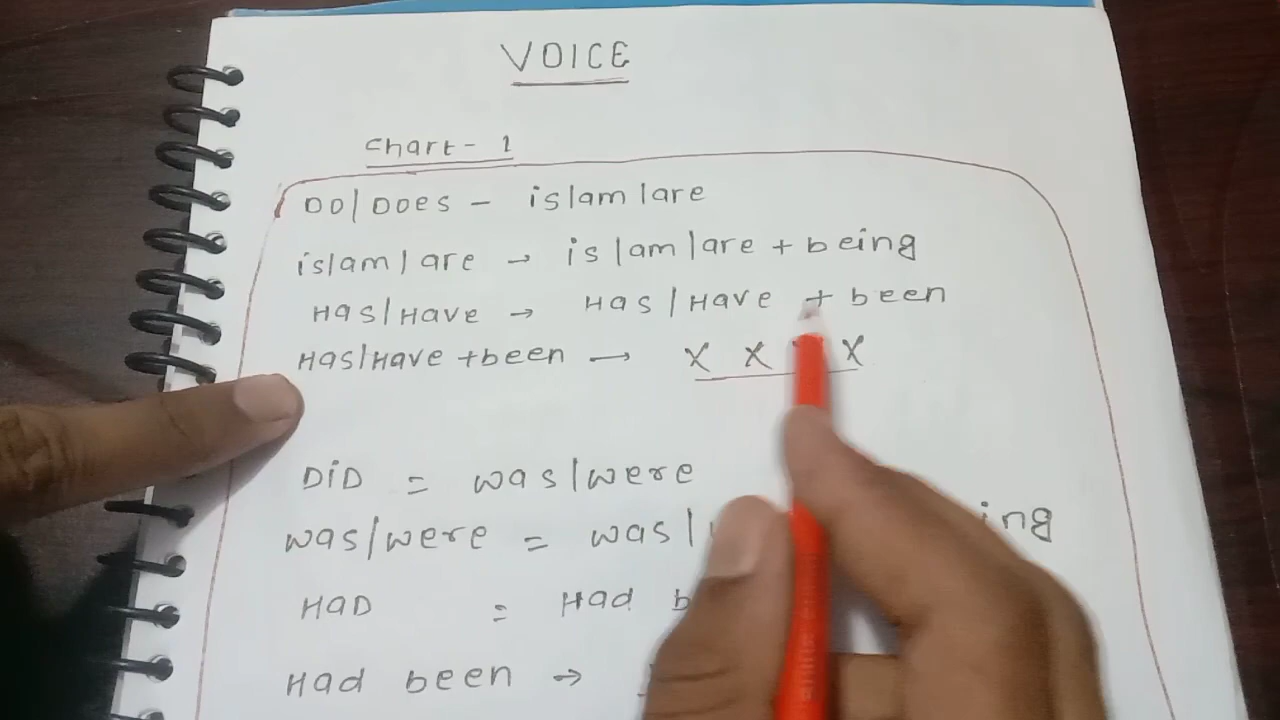 VOICE
Chart - 1
DO/DOES - is/am/are
is/am/are → is/am/are + being
Has/Have → Has/Have + been
Has/Have + been → X X X
DiD = was/were
was/were = was/ ing
HAD = Had b
Had been →